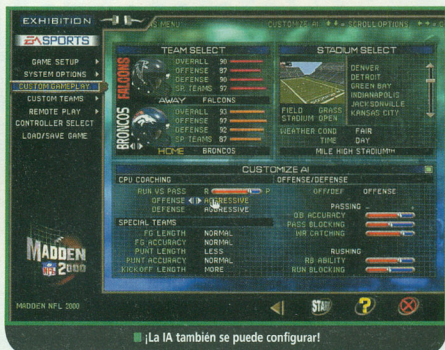 EXHIBITION
MENU
CUSTOMIZE AI
SCROLL OPTIONS
EA SPORTS
GAME SETUP
SYSTEM OPTIONS
CUSTOM GAMEPLAY
CUSTOM TEAMS
REMOTE PLAY
CONTROLLER SELECT
LOAD/SAVE GAME
TEAM SELECT
FALCONS
OVERALL 90
OFFENSE 90
DEFENSE 90
SP. TEAMS 97
AWAY FALCONS
BRONCOS
OVERALL 93
OFFENSE 97
DEFENSE 92
SP. TEAMS 87
HOME BRONCOS
STADIUM SELECT
DENVER
DETROIT
GREEN BAY
INDIANAPOLIS
JACKSONVILLE
KANSAS CITY
FIELD GRASS
STADIUM OPEN
WEATHER COND FAIR
TIME DAY
MILE HIGH STADIUM™
CUSTOMIZE AI
CPU COACHING
RUN VS PASS R P
OFFENSE AGGRESSIVE
DEFENSE AGGRESSIVE
SPECIAL TEAMS
FG LENGTH NORMAL
FG ACCURACY NORMAL
PUNT LENGTH LESS
PUNT ACCURACY NORMAL
KICKOFF LENGTH MORE
OFFENSE/DEFENSE
OFF/DEF OFFENSE
PASSING
QB ACCURACY
PASS BLOCKING
WR CATCHING
RUSHING
RB ABILITY
RUN BLOCKING
MADDEN
NFL 2000
MADDEN NFL 2000
START
?
¡La IA también se puede configurar!